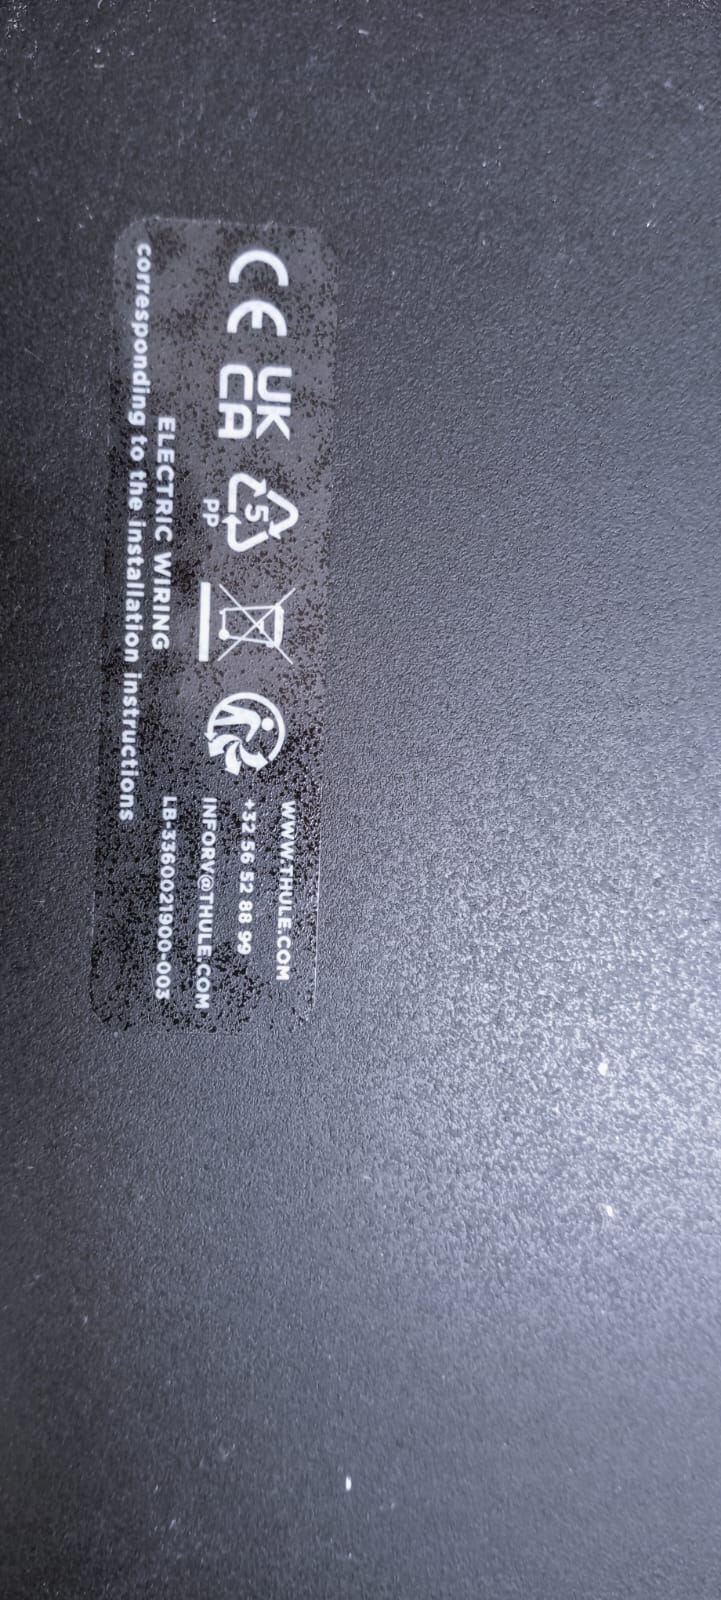 CE
UK
CA
5
PP
ELECTRIC WIRING
corresponding to the installation instructions
WWW.THULE.COM
+32 56 52 88 99
INFORV@THULE.COM
LB-3360021900-003